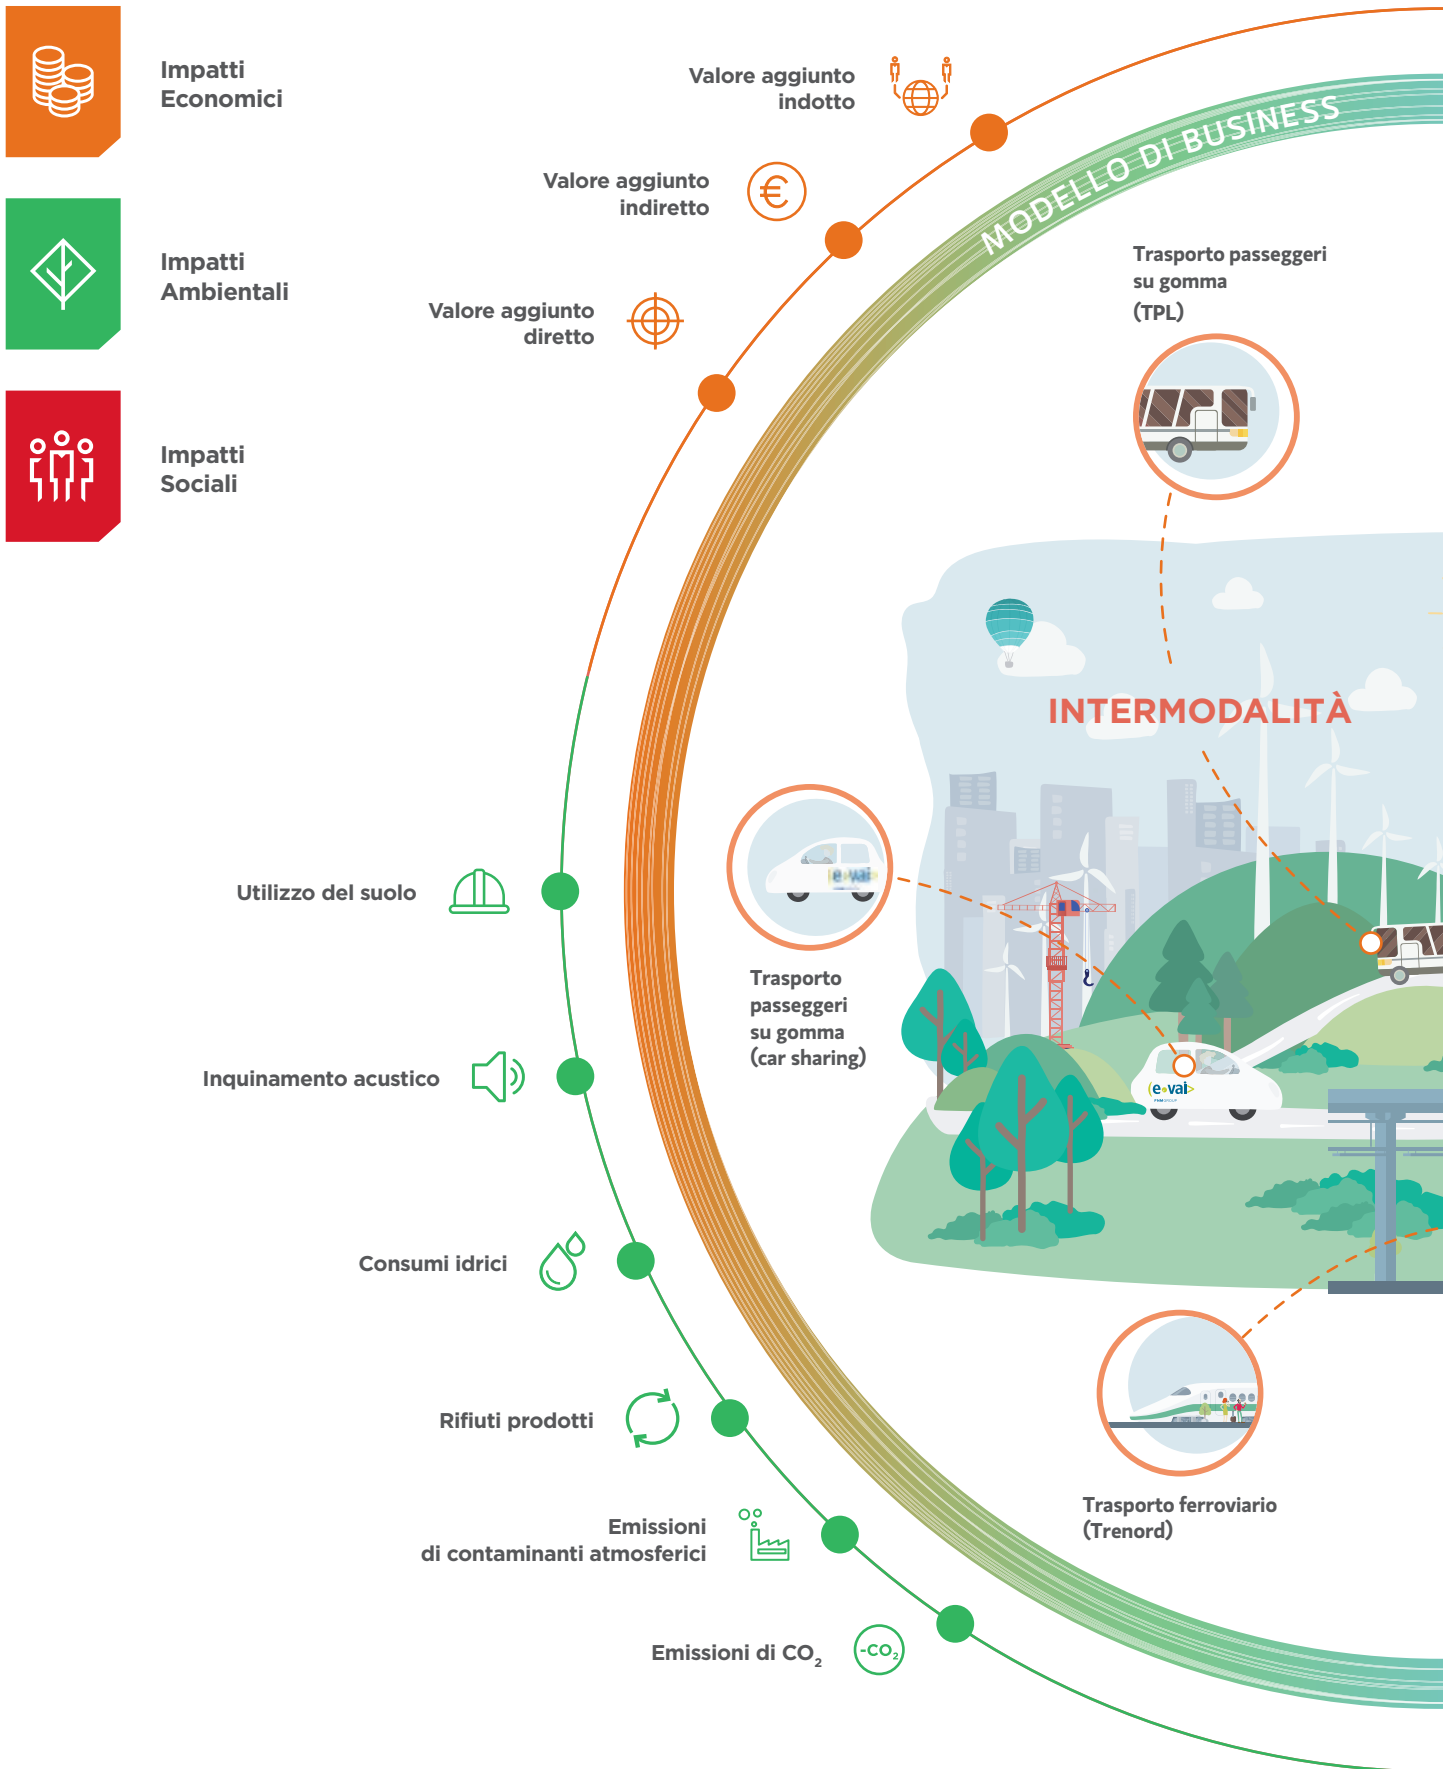 Impatti
Economici
Impatti
Ambientali
Impatti
Sociali
Valore aggiunto
indotto
Valore aggiunto
indiretto
€
Valore aggiunto
diretto
MODELLO DI BUSINESS
Trasporto passeggeri
su gomma
(TPL)
INTERMODALITÀ
e-vai
Trasporto
passeggeri
su gomma
(car sharing)
(e-vai>
FNMGROUP
Utilizzo del suolo
Inquinamento acustico
Consumi idrici
Rifiuti prodotti
Emissioni
di contaminanti atmosferici
Emissioni di CO₂
-CO₂
Trasporto ferroviario
(Trenord)